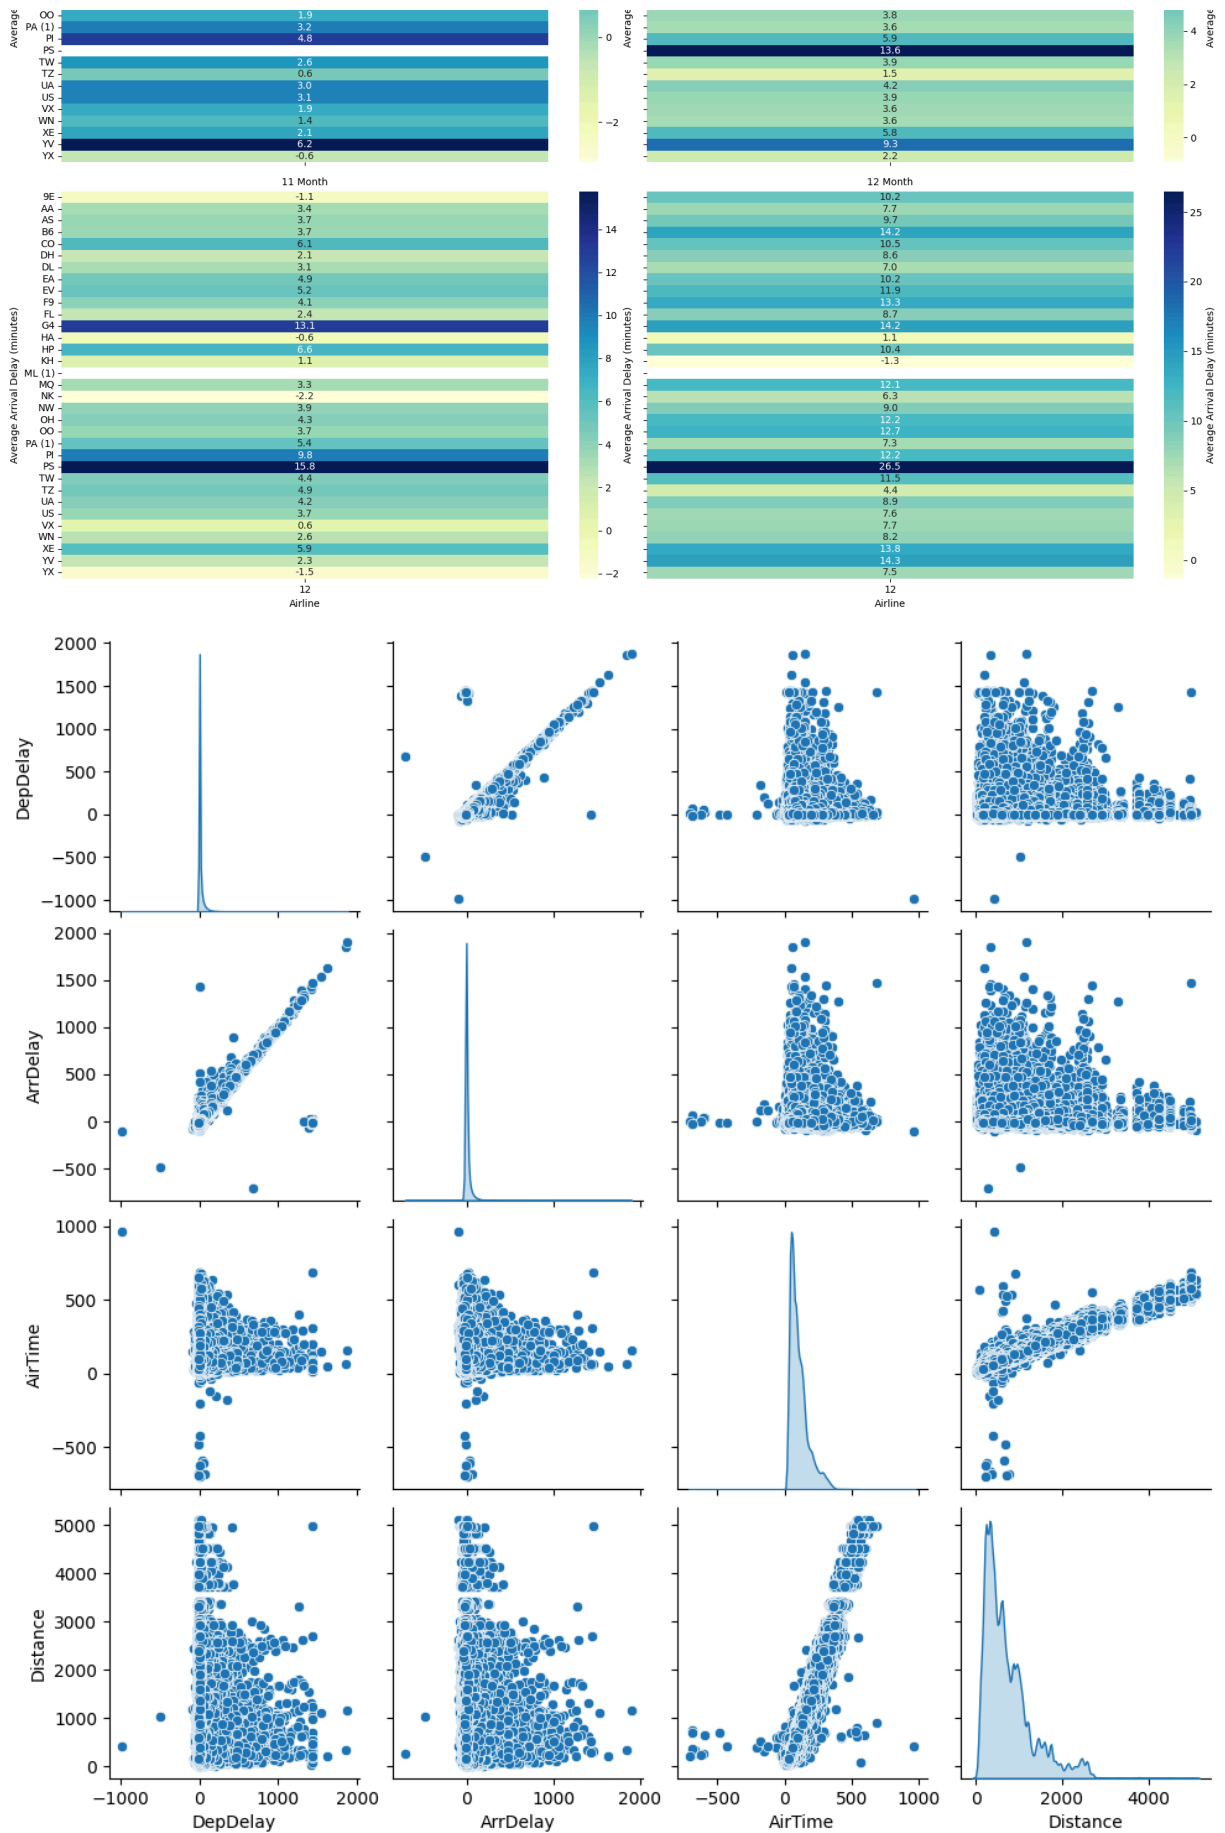 Average
OO 1.9
PA (1) 3.2
PI 4.8
PS
TW 2.6
TZ 0.6
UA 3.0
US 3.1
VX 1.9
WN 1.4
XE 2.1
YV 6.2
YX -0.6
0
−2
Average
3.8
3.6
5.9
13.6
3.9
1.5
4.2
3.9
3.6
3.6
5.8
9.3
2.2
4
2
0
Average
11 Month
Average Arrival Delay (minutes)
9E -1.1
AA 3.4
AS 3.7
B6 3.7
CO 6.1
DH 2.1
DL 3.1
EA 4.9
EV 5.2
F9 4.1
FL 2.4
G4 13.1
HA -0.6
HP 6.6
KH 1.1
ML (1)
MQ 3.3
NK -2.2
NW 3.9
OH 4.3
OO 3.7
PA (1) 5.4
PI 9.8
PS 15.8
TW 4.4
TZ 4.9
UA 4.2
US 3.7
VX 0.6
WN 2.6
XE 5.9
YV 2.3
YX -1.5
12
Airline
14
12
10
8
6
4
2
0
−2
12 Month
Average Arrival Delay (minutes)
10.2
7.7
9.7
14.2
10.5
8.6
7.0
10.2
11.9
13.3
8.7
14.2
1.1
10.4
-1.3
12.1
6.3
9.0
12.2
12.7
7.3
12.2
26.5
11.5
4.4
8.9
7.6
7.7
8.2
13.8
14.3
7.5
12
Airline
25
20
15
10
5
0
Average Arrival Delay (minutes)
DepDelay
2000
1500
1000
500
0
−500
−1000
ArrDelay
2000
1500
1000
500
0
−500
AirTime
1000
500
0
−500
Distance
5000
4000
3000
2000
1000
0
−1000 0 1000 2000
DepDelay
0 1000 2000
ArrDelay
−500 0 500 1000
AirTime
0 2000 4000
Distance